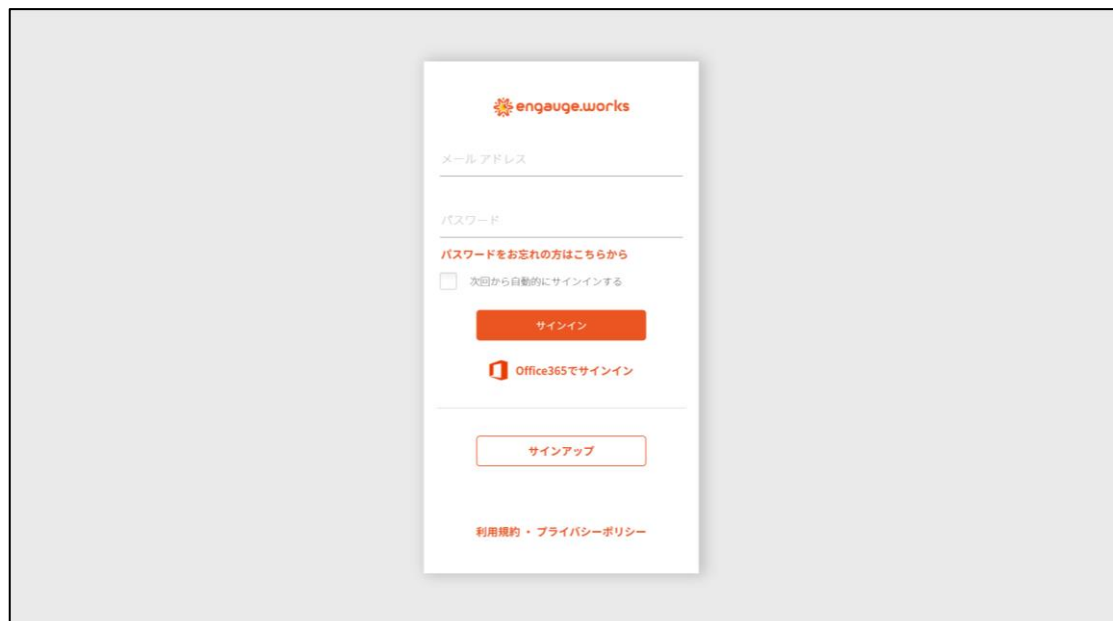 engauge.works
メール アドレス
パスワード
パスワードをお忘れの方はこちらから
次回から自動的にサインインする
サインイン
Office365でサインイン
サインアップ
利用規約 ・ プライバシーポリシー